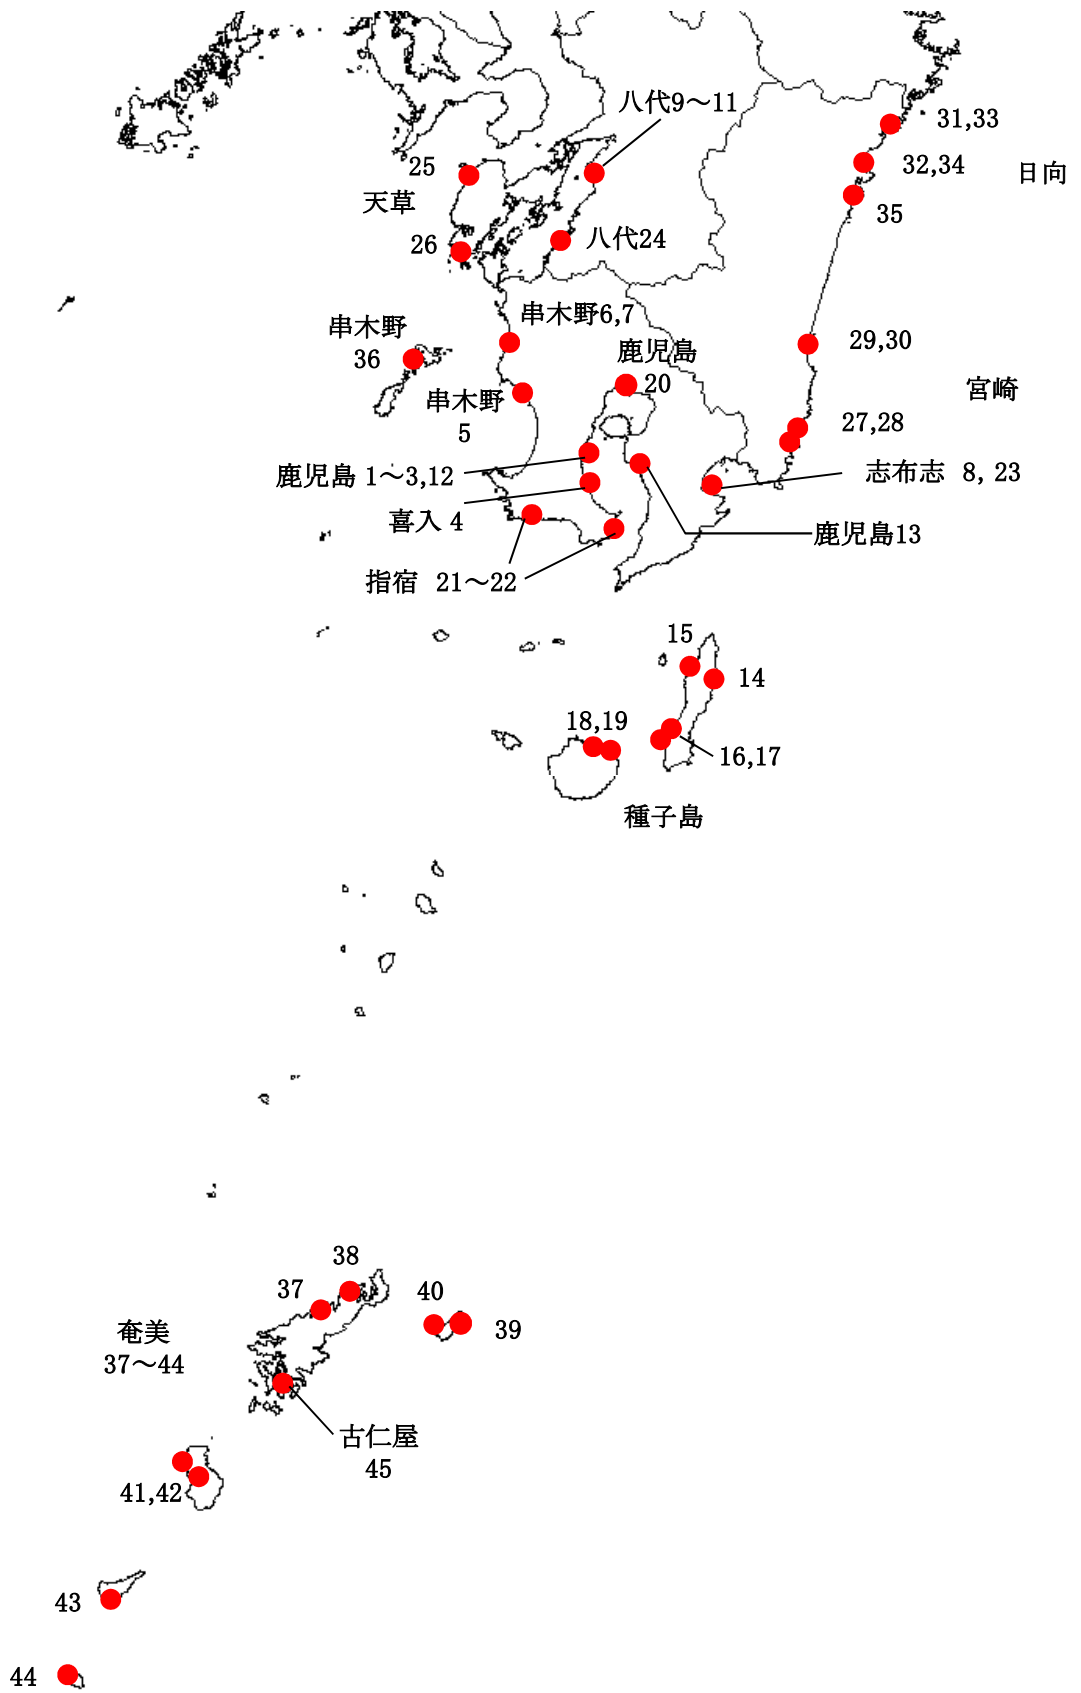 八代9～11
31,33
25
32,34
日向
天草
35
26
八代24
串木野6,7
串木野
36
鹿児島
20
29,30
串木野
5
宮崎
27,28
鹿児島 1～3,12
志布志 8, 23
喜入 4
鹿児島13
指宿 21～22
15
14
18,19
16,17
種子島
38
37
40
39
奄美
37～44
古仁屋
45
41,42
43
44